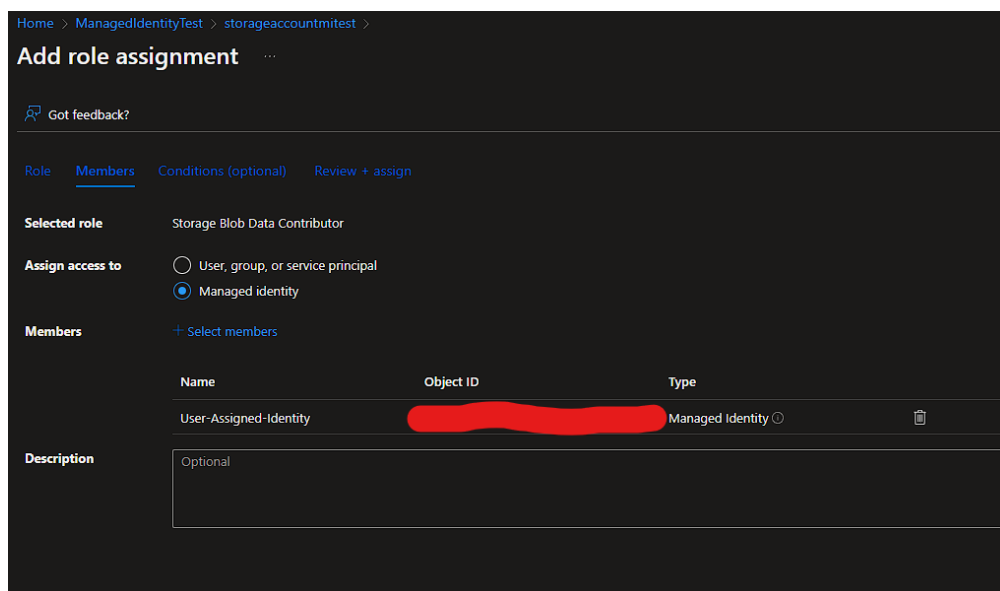 Home > ManagedIdentityTest > storageaccountmitest >
Add role assignment ...
Got feedback?
Role Members Conditions (optional) Review + assign
Selected role Storage Blob Data Contributor
Assign access to User, group, or service principal
Managed identity
Members + Select members
Name Object ID Type
User-Assigned-Identity Managed Identity
Description Optional